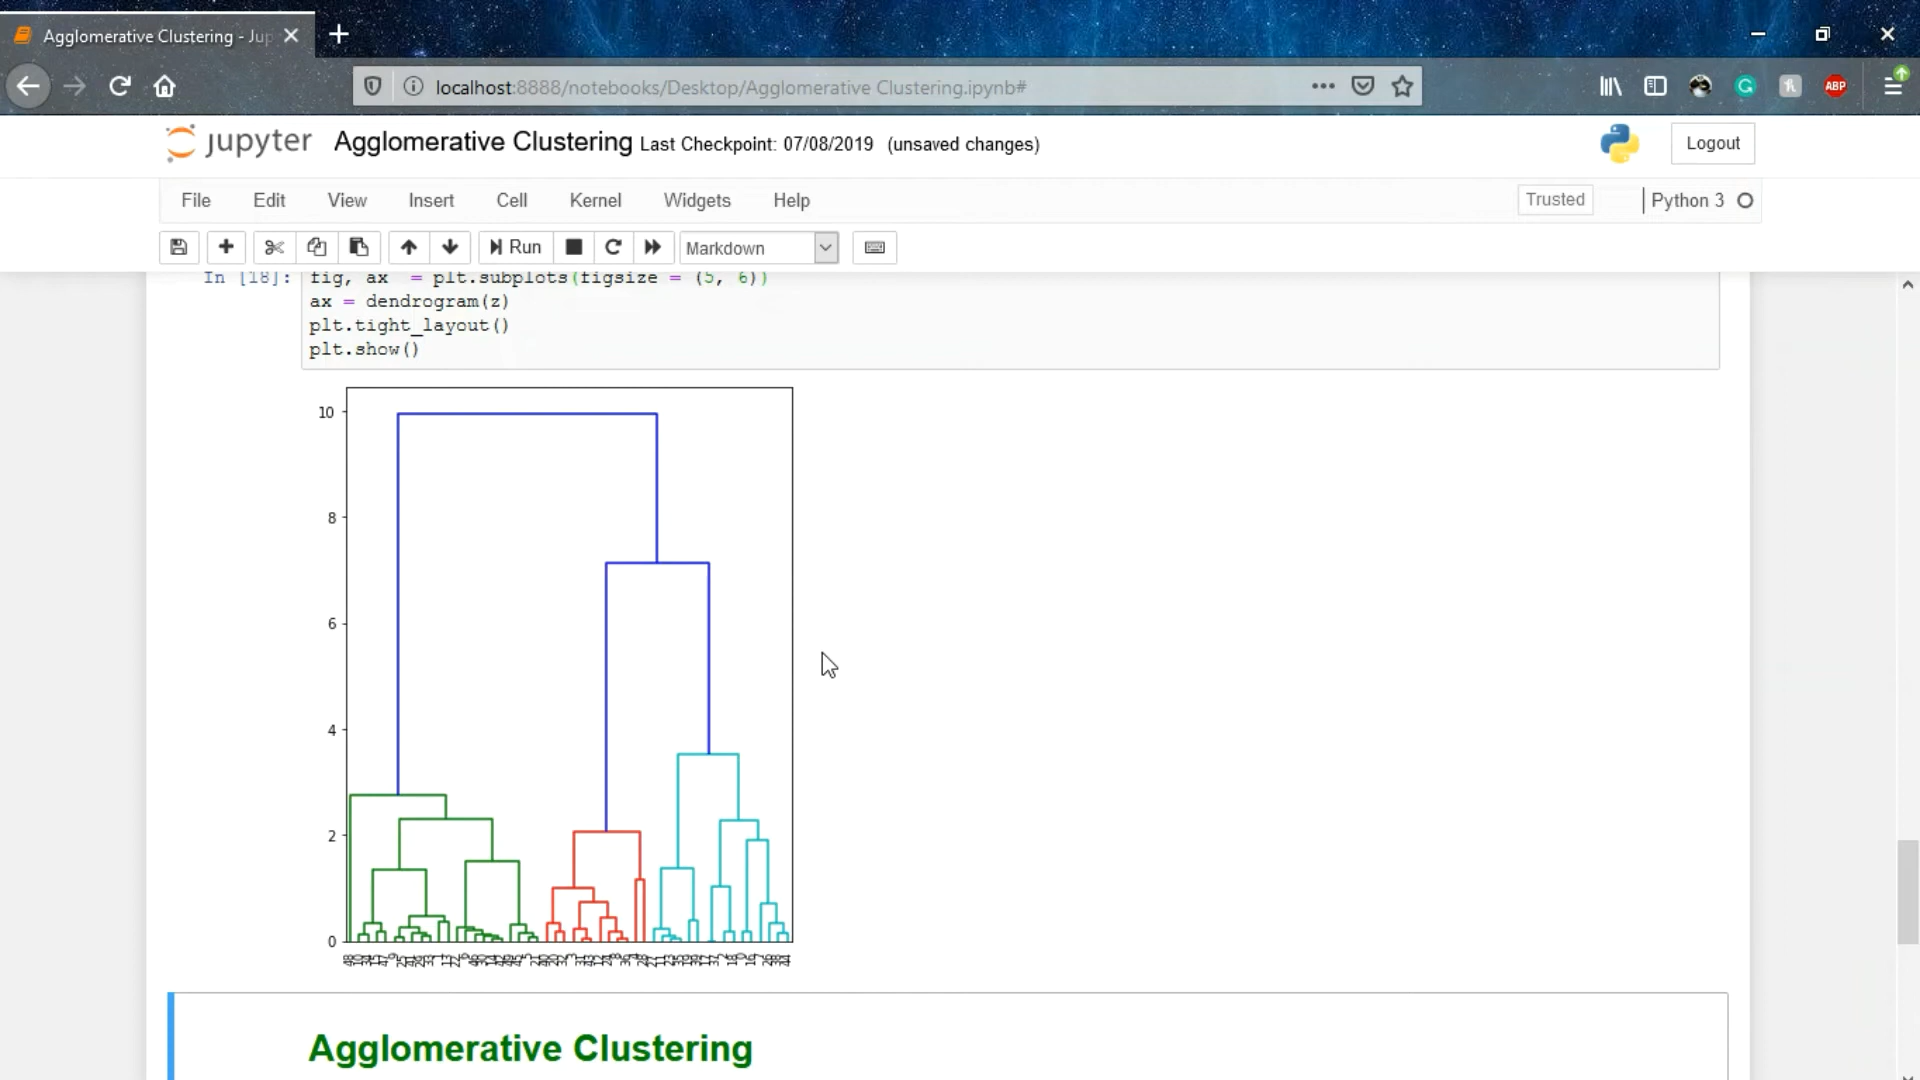 Agglomerative Clustering - Jup
localhost:8888/notebooks/Desktop/Agglomerative Clustering.ipynb#
ABP
jupyter Agglomerative Clustering Last Checkpoint: 07/08/2019 (unsaved changes)
Logout
File Edit View Insert Cell Kernel Widgets Help
Trusted Python 3
Run Markdown
In [18]: fig, ax = plt.subplots(figsize = (5, 6))
ax = dendrogram(z)
plt.tight_layout()
plt.show()
10
8
6
4
2
0
Agglomerative Clustering